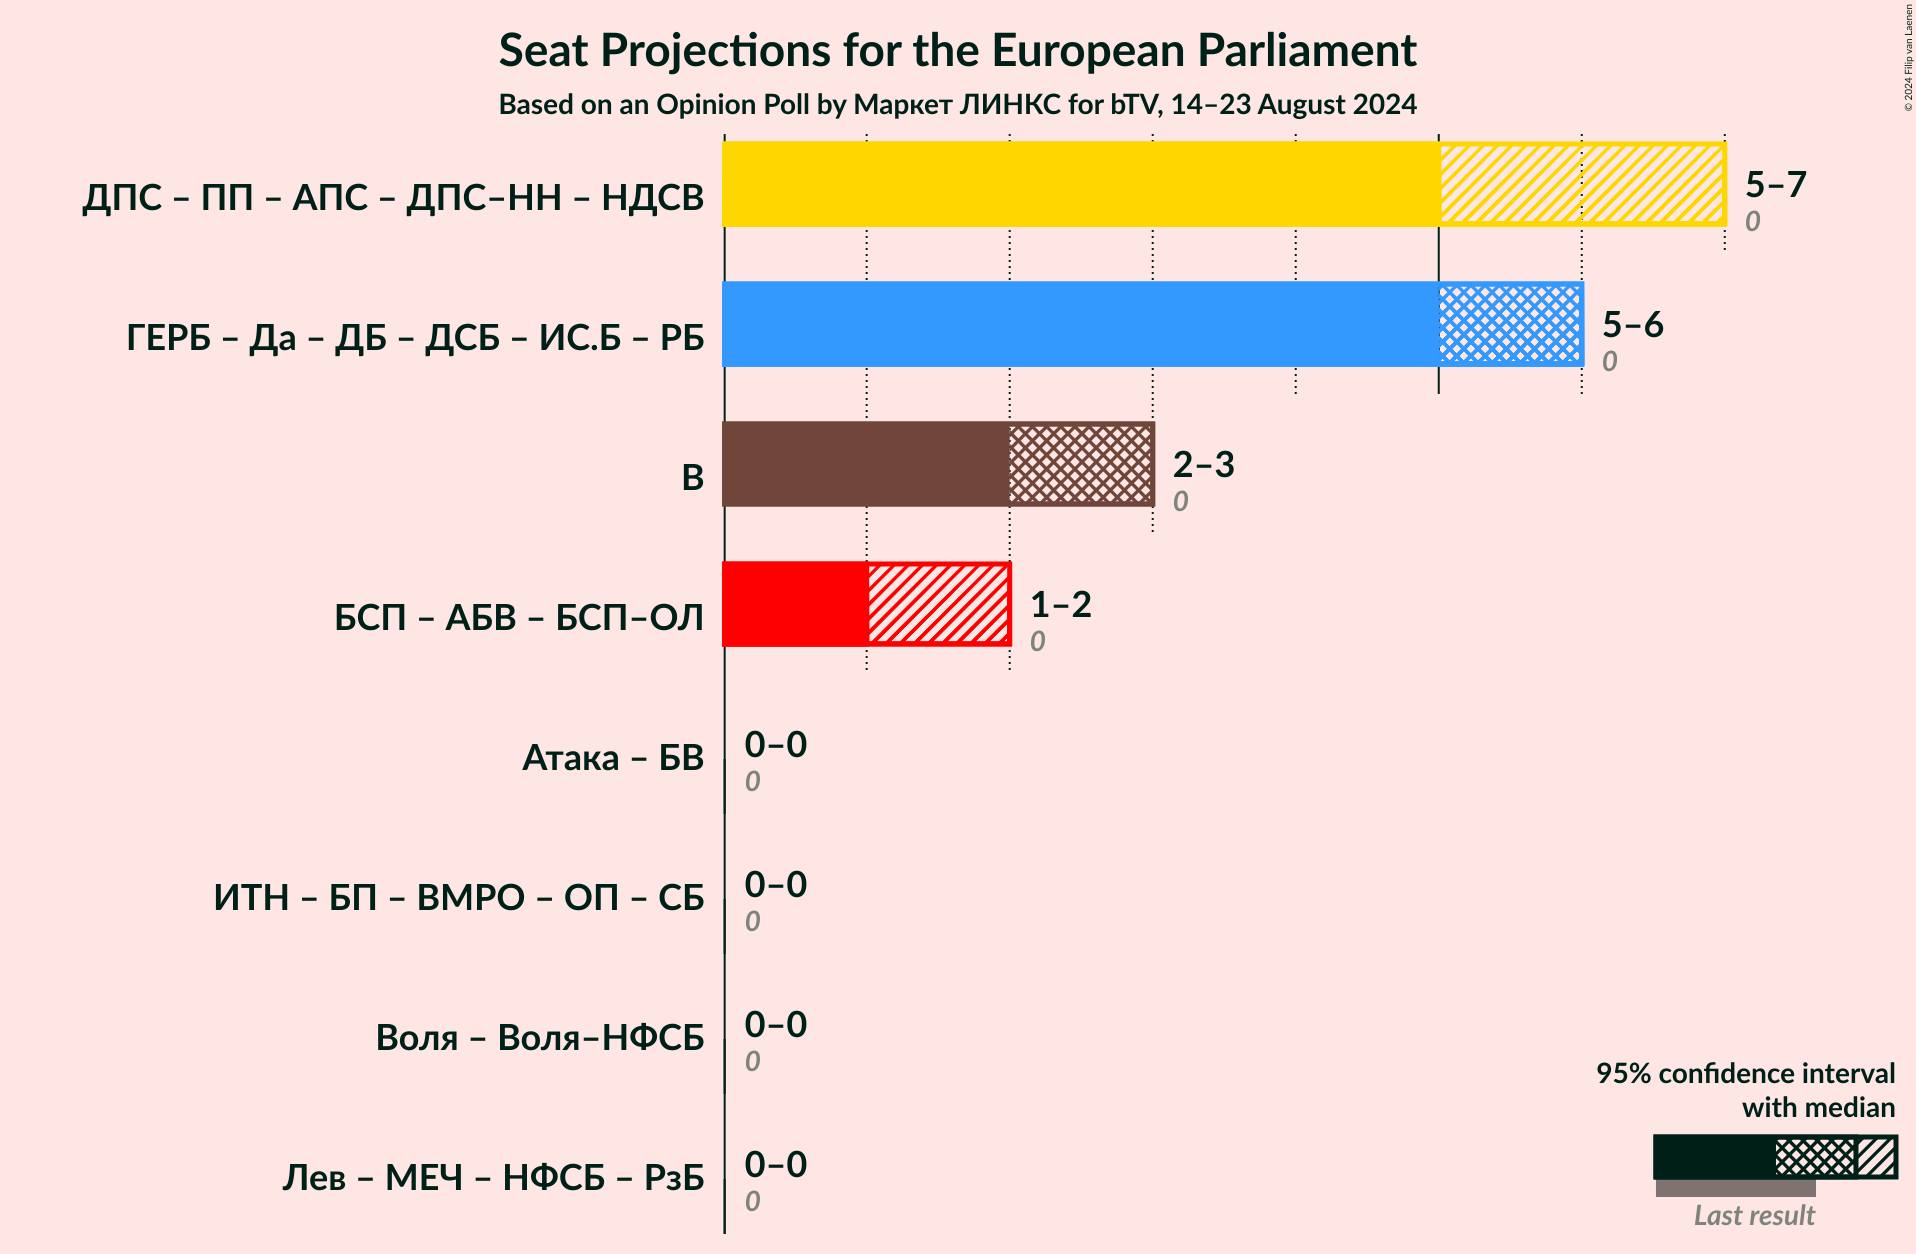 Seat Projections for the European Parliament
Based on an Opinion Poll by Маркет ЛИНКС for bTV, 14–23 August 2024
© 2024 Filip van Laenen
ДПС – ПП – АПС – ДПС–НН – НДСВ
5–7
0
ГЕРБ – Да – ДБ – ДСБ – ИС.Б – РБ
5–6
0
В
2–3
0
БСП – АБВ – БСП–ОЛ
1–2
0
Атака – БВ
0–0
0
ИТН – БП – ВМРО – ОП – СБ
0–0
0
Воля – Воля–НФСБ
0–0
0
Лев – МЕЧ – НФСБ – РзБ
0–0
0
95% confidence interval
with median
Last result